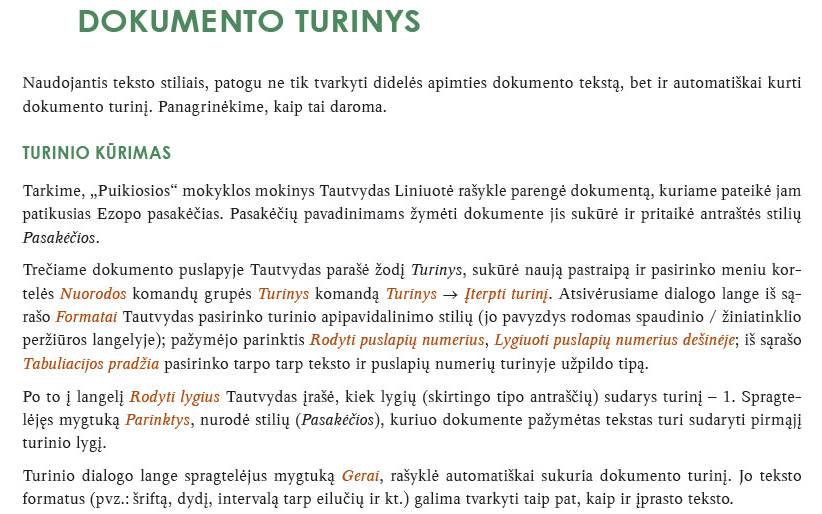 DOKUMENTO TURINYS
Naudojantis teksto stiliais, patogu ne tik tvarkyti didelės apimties dokumento tekstą, bet ir automatiškai kurti
dokumento turinį. Panagrinėkime, kaip tai daroma.
TURINIO KŪRIMAS
Tarkime, „Puikiosios“ mokyklos mokinys Tautvydas Liniuotė rašykle parengė dokumentą, kuriame pateikė jam
patikusias Ezopo pasakėčias. Pasakėčių pavadinimams žymėti dokumente jis sukūrė ir pritaikė antraštės stilių
Pasakėčios.
Trečiame dokumento puslapyje Tautvydas parašė žodį Turinys, sukūrė naują pastraipą ir pasirinko meniu kor-
telės Nuorodos komandų grupės Turinys komandą Turinys → Įterpti turinį. Atsivėrusiame dialogo lange iš są-
rašo Formatai Tautvydas pasirinko turinio apipavidalinimo stilių (jo pavyzdys rodomas spaudinio / žiniatinklio
peržiūros langelyje); pažymėjo parinktis Rodyti puslapių numerius, Lygiuoti puslapių numerius dešinėje; iš sąrašo
Tabuliacijos pradžia pasirinko tarpo tarp teksto ir puslapių numerių turinyje užpildo tipą.
Po to į langelį Rodyti lygius Tautvydas įrašė, kiek lygių (skirtingo tipo antraščių) sudarys turinį – 1. Spragte-
lėjęs mygtuką Parinktys, nurodė stilių (Pasakėčios), kuriuo dokumente pažymėtas tekstas turi sudaryti pirmąjį
turinio lygį.
Turinio dialogo lange spragtelėjus mygtuką Gerai, rašyklė automatiškai sukuria dokumento turinį. Jo teksto
formatus (pvz.: šriftą, dydį, intervalą tarp eilučių ir kt.) galima tvarkyti taip pat, kaip ir įprasto teksto.